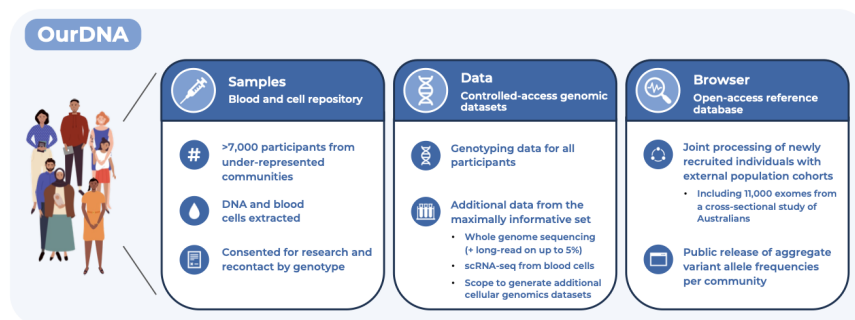 OurDNA
Samples
Blood and cell repository
#
>7,000 participants from
under-represented
communities
DNA and blood
cells extracted
Consented for research and
recontact by genotype
Data
Controlled-access genomic
datasets
Genotyping data for all
participants
Additional data from the
maximally informative set
• Whole genome sequencing
(+ long-read on up to 5%)
• scRNA-seq from blood cells
• Scope to generate additional
cellular genomics datasets
Browser
Open-access reference
database
Joint processing of newly
recruited individuals with
external population cohorts
• Including 11,000 exomes from
a cross-sectional study of
Australians
Public release of aggregate
variant allele frequencies
per community